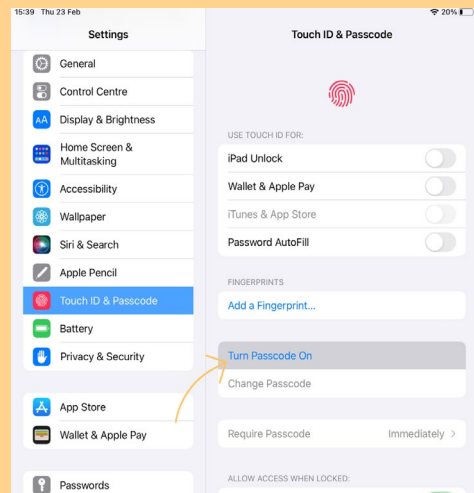 15:39 Thu 23 Feb
20%
Settings
General
Control Centre
AA Display & Brightness
Home Screen &
Multitasking
Accessibility
Wallpaper
Siri & Search
Apple Pencil
Touch ID & Passcode
Battery
Privacy & Security
App Store
Wallet & Apple Pay
Passwords
Touch ID & Passcode
USE TOUCH ID FOR:
iPad Unlock
Wallet & Apple Pay
iTunes & App Store
Password AutoFill
FINGERPRINTS
Add a Fingerprint...
Turn Passcode On
Change Passcode
Require Passcode Immediately >
ALLOW ACCESS WHEN LOCKED: